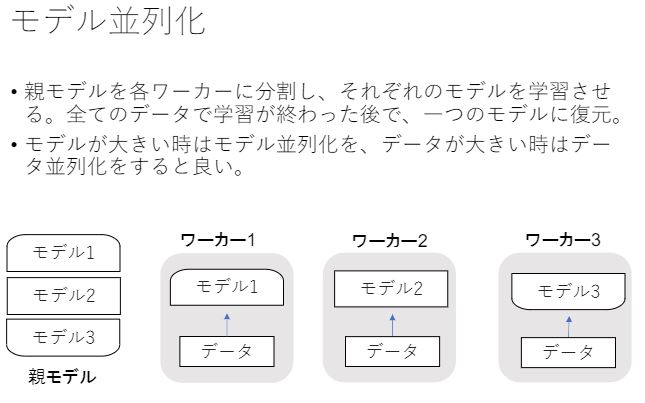 モデル並列化
• 親モデルを各ワーカーに分割し、それぞれのモデルを学習させ
る。全てのデータで学習が終わった後で、一つのモデルに復元。
• モデルが大きい時はモデル並列化を、データが大きい時はデー
タ並列化をすると良い。
ワーカー1
ワーカー2
ワーカー3
モデル1
モデル2
モデル3
親モデル
モデル1
データ
モデル2
データ
モデル3
データ